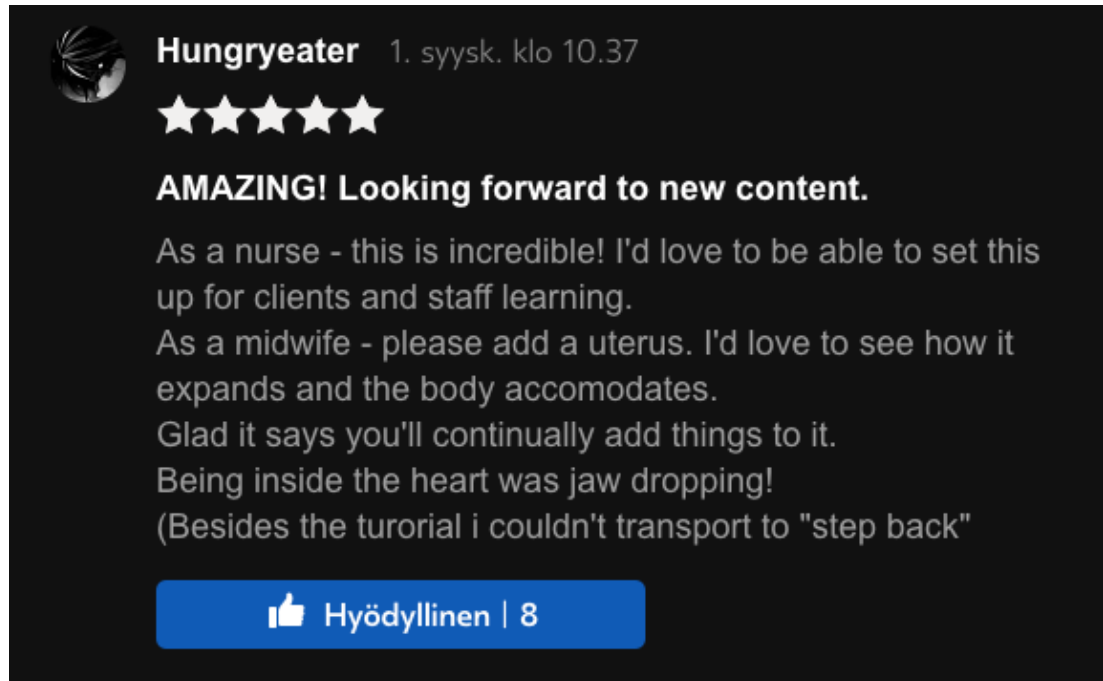 Hungryeater 1. syysk. klo 10.37
AMAZING! Looking forward to new content.
As a nurse - this is incredible! I'd love to be able to set this
up for clients and staff learning.
As a midwife - please add a uterus. I'd love to see how it
expands and the body accomodates.
Glad it says you'll continually add things to it.
Being inside the heart was jaw dropping!
(Besides the turorial i couldn't transport to "step back"
Hyödyllinen | 8